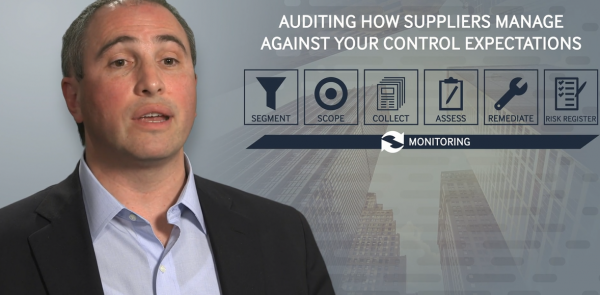 AUDITING HOW SUPPLIERS MANAGE
AGAINST YOUR CONTROL EXPECTATIONS
SEGMENT SCOPE COLLECT ASSESS REMEDIATE RISK REGISTER
MONITORING